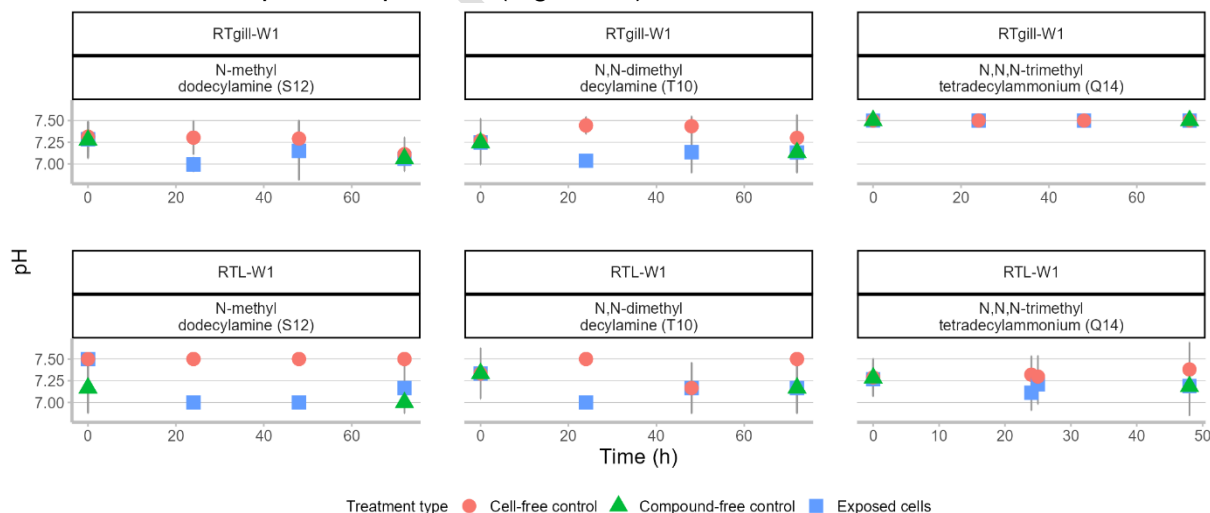 RTgill-W1
RTgill-W1
RTgill-W1
N-methyl
dodecylamine (S12)
N,N-dimethyl
decylamine (T10)
N,N,N-trimethyl
tetradecylammonium (Q14)
7.50
7.25
7.00
0 20 40 60
0 20 40 60
0 20 40 60
pH
RTL-W1
RTL-W1
RTL-W1
N-methyl
dodecylamine (S12)
N,N-dimethyl
decylamine (T10)
N,N,N-trimethyl
tetradecylammonium (Q14)
7.50
7.25
7.00
0 20 40 60
0 20 40 60
0 10 20 30 40 50
Time (h)
Treatment type Cell-free control Compound-free control Exposed cells